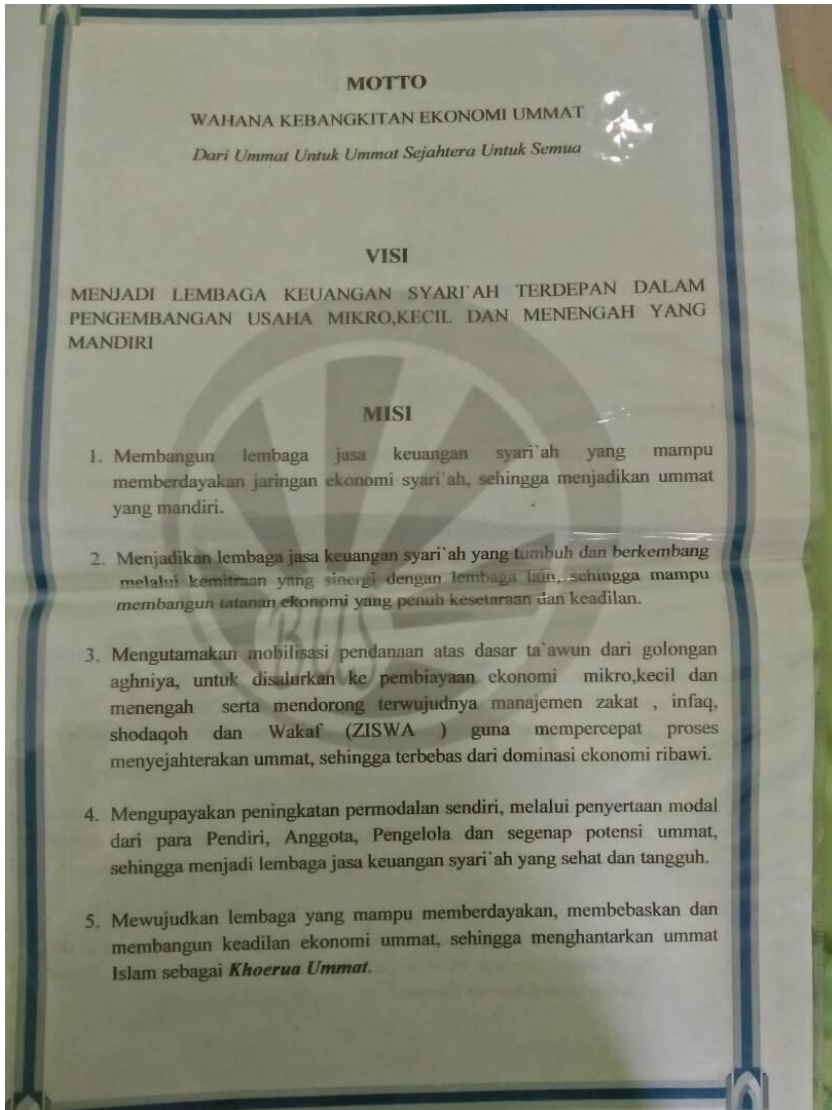 MOTTO
WAHANA KEBANGKITAN EKONOMI UMMAT
Dari Ummat Untuk Ummat Sejahtera Untuk Semua
VISI
MENJADI LEMBAGA KEUANGAN SYARI`AH TERDEPAN DALAM
PENGEMBANGAN USAHA MIKRO,KECIL DAN MENENGAH YANG
MANDIRI
MISI
1. Membangun lembaga jasa keuangan syari`ah yang mampu
memberdayakan jaringan ekonomi syari`ah, sehingga menjadikan ummat
yang mandiri.
2. Menjadikan lembaga jasa keuangan syari`ah yang tumbuh dan berkembang
melalui kemitraan yang sinergi dengan lembaga lain, sehingga mampu
membangun tatanan ekonomi yang penuh kesetaraan dan keadilan.
BUS
3. Mengutamakan mobilisasi pendanaan atas dasar ta`awun dari golongan
aghniya, untuk disalurkan ke pembiayaan ekonomi mikro,kecil dan
menengah serta mendorong terwujudnya manajemen zakat , infaq,
shodaqoh dan Wakaf (ZISWA ) guna mempercepat proses
menyejahterakan ummat, sehingga terbebas dari dominasi ekonomi ribawi.
4. Mengupayakan peningkatan permodalan sendiri, melalui penyertaan modal
dari para Pendiri, Anggota, Pengelola dan segenap potensi ummat,
sehingga menjadi lembaga jasa keuangan syari`ah yang sehat dan tangguh.
5. Mewujudkan lembaga yang mampu memberdayakan, membebaskan dan
membangun keadilan ekonomi ummat, sehingga menghantarkan ummat
Islam sebagai Khoerua Ummat.